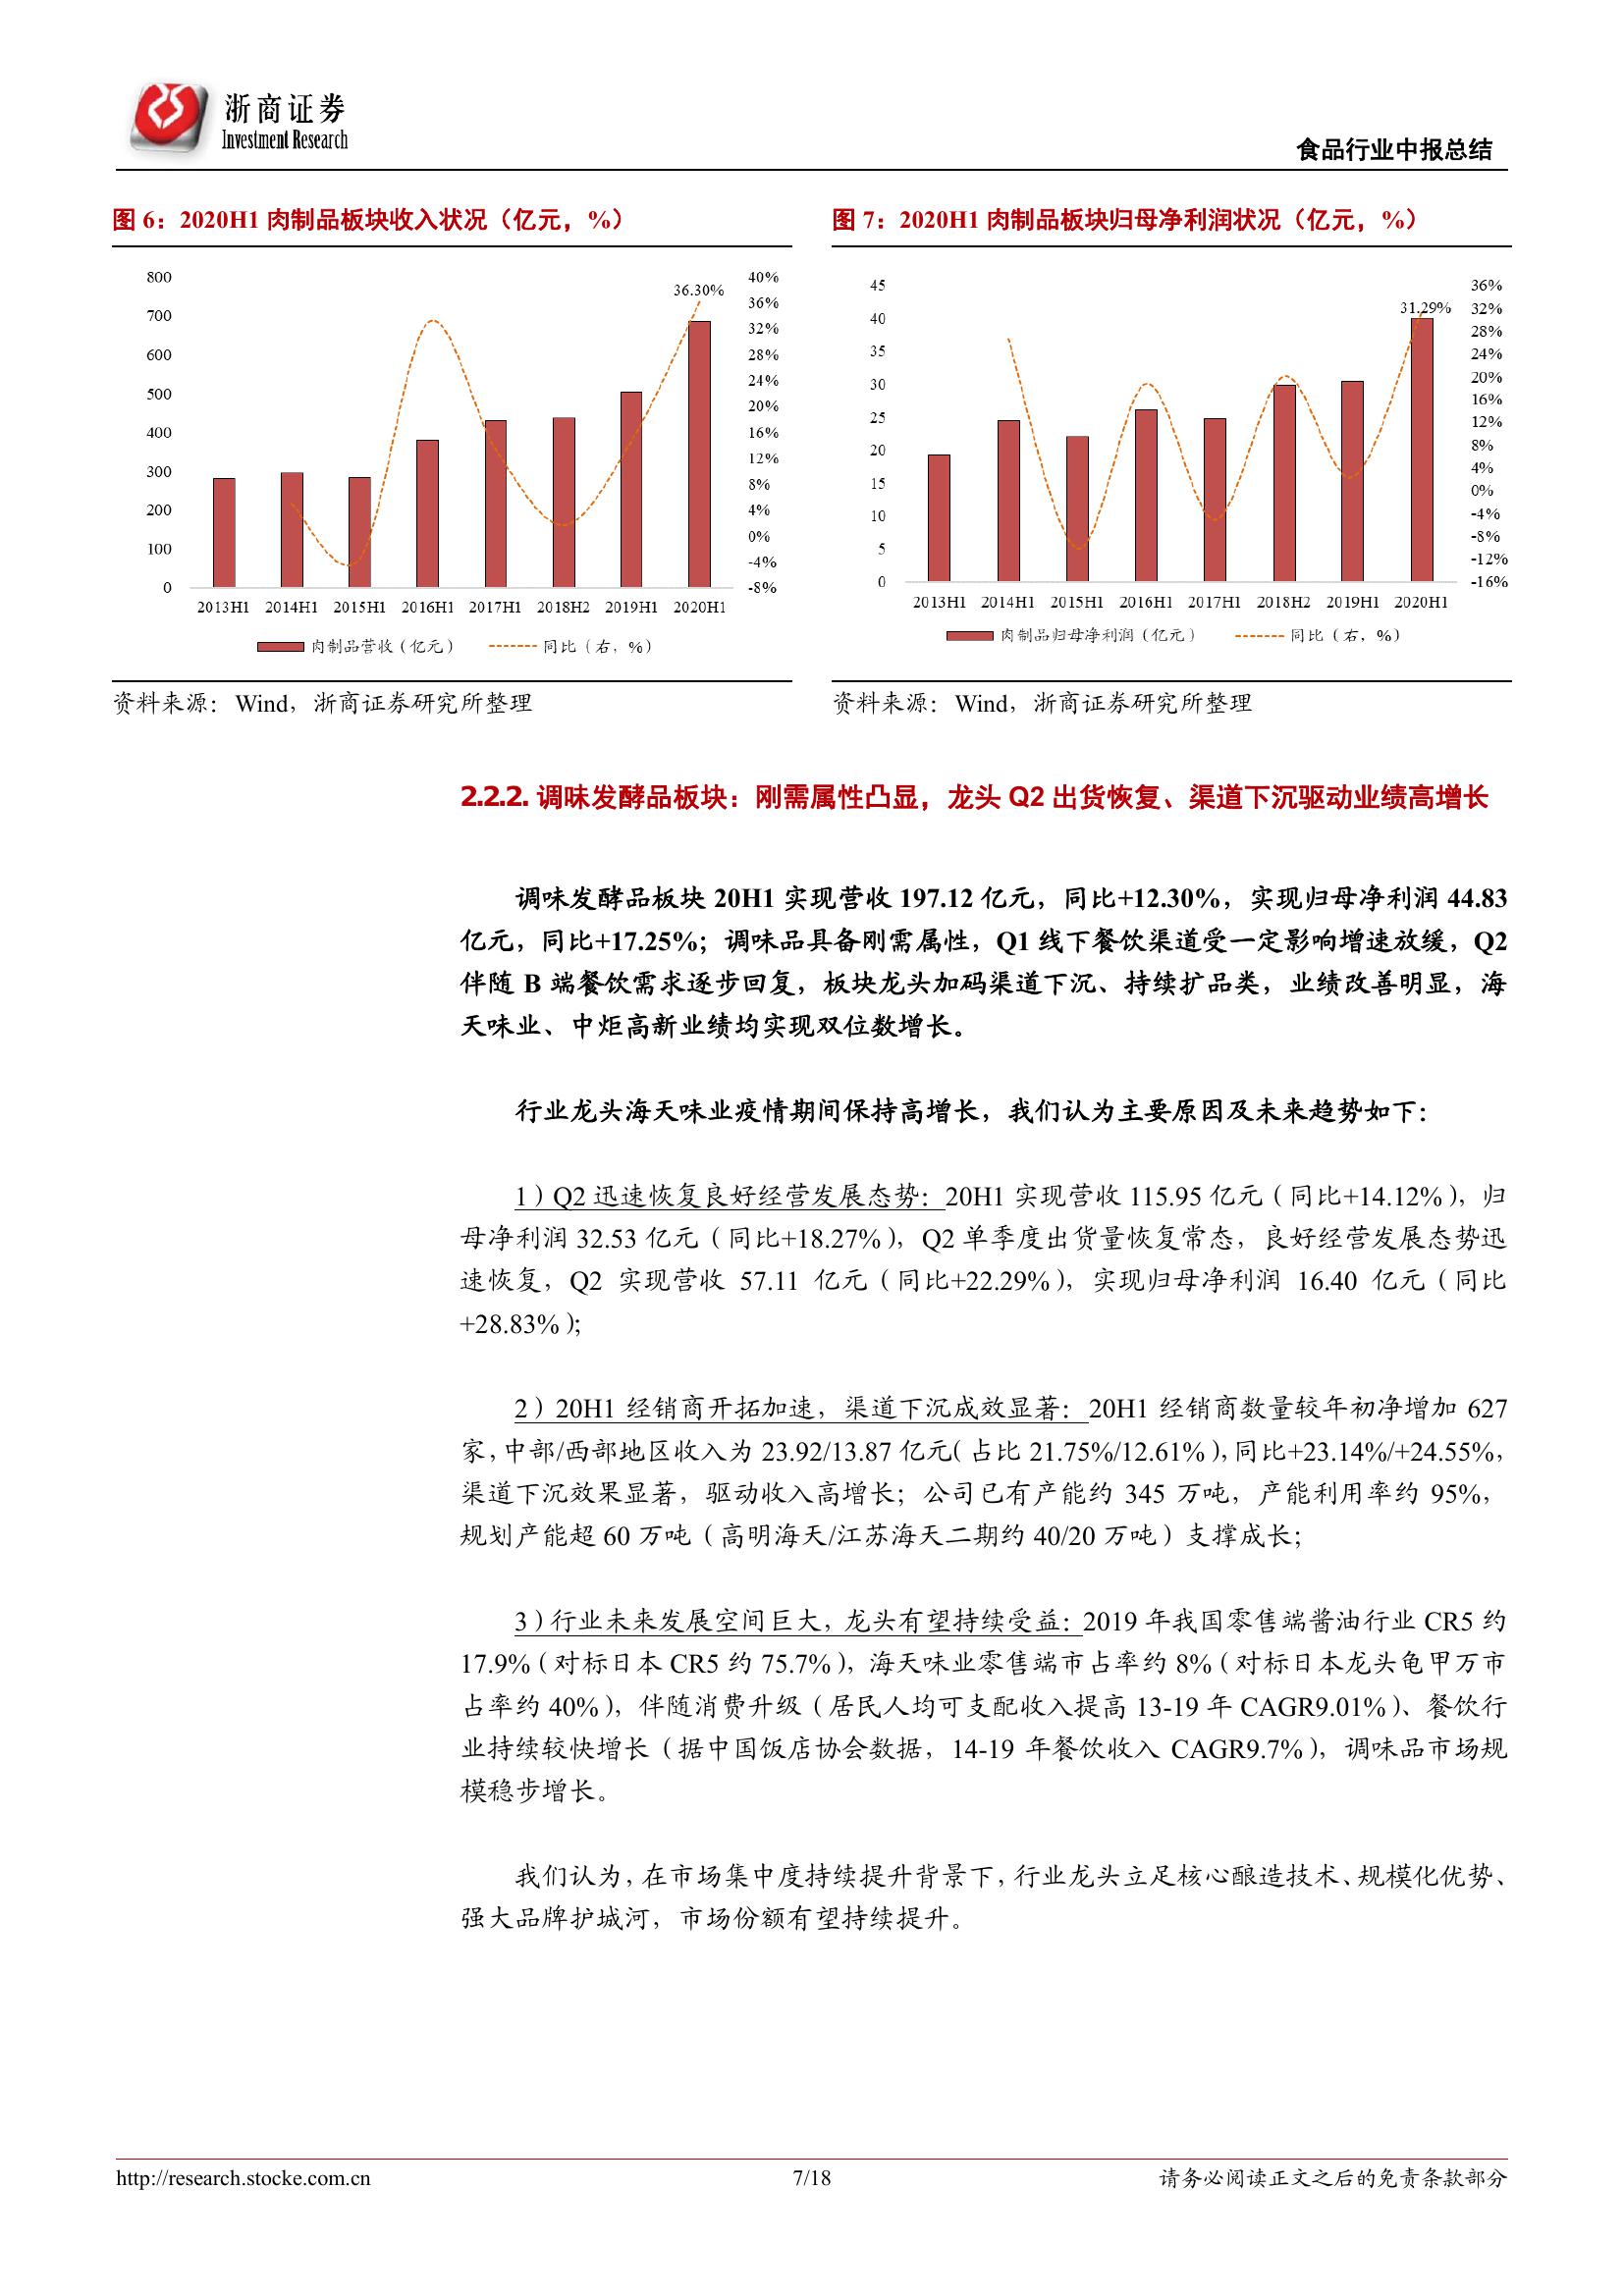 浙商证券
Investment Research
食品行业中报总结
图 6：2020H1 肉制品板块收入状况（亿元，%）
800
700
600
500
400
300
200
100
0
40%
36%
32%
28%
24%
20%
16%
12%
8%
4%
0%
-4%
-8%
36.30%
2013H1 2014H1 2015H1 2016H1 2017H1 2018H2 2019H1 2020H1
肉制品营收（亿元） 同比（右，%）
资料来源：Wind，浙商证券研究所整理
图 7：2020H1 肉制品板块归母净利润状况（亿元，%）
45
40
35
30
25
20
15
10
5
0
36%
32%
28%
24%
20%
16%
12%
8%
4%
0%
-4%
-8%
-12%
-16%
31.29%
2013H1 2014H1 2015H1 2016H1 2017H1 2018H2 2019H1 2020H1
肉制品归母净利润（亿元） 同比（右，%）
资料来源：Wind，浙商证券研究所整理
2.2.2. 调味发酵品板块：刚需属性凸显，龙头 Q2 出货恢复、渠道下沉驱动业绩高增长
调味发酵品板块 20H1 实现营收 197.12 亿元，同比+12.30%，实现归母净利润 44.83
亿元，同比+17.25%；调味品具备刚需属性，Q1 线下餐饮渠道受一定影响增速放缓，Q2
伴随 B 端餐饮需求逐步回复，板块龙头加码渠道下沉、持续扩品类，业绩改善明显，海
天味业、中炬高新业绩均实现双位数增长。
行业龙头海天味业疫情期间保持高增长，我们认为主要原因及未来趋势如下：
1）Q2 迅速恢复良好经营发展态势：20H1 实现营收 115.95 亿元（同比+14.12%），归
母净利润 32.53 亿元（同比+18.27%），Q2 单季度出货量恢复常态，良好经营发展态势迅
速恢复，Q2 实现营收 57.11 亿元（同比+22.29%），实现归母净利润 16.40 亿元（同比
+28.83%）；
2）20H1 经销商开拓加速，渠道下沉成效显著：20H1 经销商数量较年初净增加 627
家，中部/西部地区收入为 23.92/13.87 亿元（占比 21.75%/12.61%），同比+23.14%/+24.55%，
渠道下沉效果显著，驱动收入高增长；公司已有产能约 345 万吨，产能利用率约 95%，
规划产能超 60 万吨（高明海天/江苏海天二期约 40/20 万吨）支撑成长；
3）行业未来发展空间巨大，龙头有望持续受益：2019 年我国零售端酱油行业 CR5 约
17.9%（对标日本 CR5 约 75.7%），海天味业零售端市占率约 8%（对标日本龙头龟甲万市
占率约 40%），伴随消费升级（居民人均可支配收入提高 13-19 年 CAGR9.01%）、餐饮行
业持续较快增长（据中国饭店协会数据，14-19 年餐饮收入 CAGR9.7%），调味品市场规
模稳步增长。
我们认为，在市场集中度持续提升背景下，行业龙头立足核心酿造技术、规模化优势、
强大品牌护城河，市场份额有望持续提升。
http://research.stocke.com.cn
7/18
请务必阅读正文之后的免责条款部分